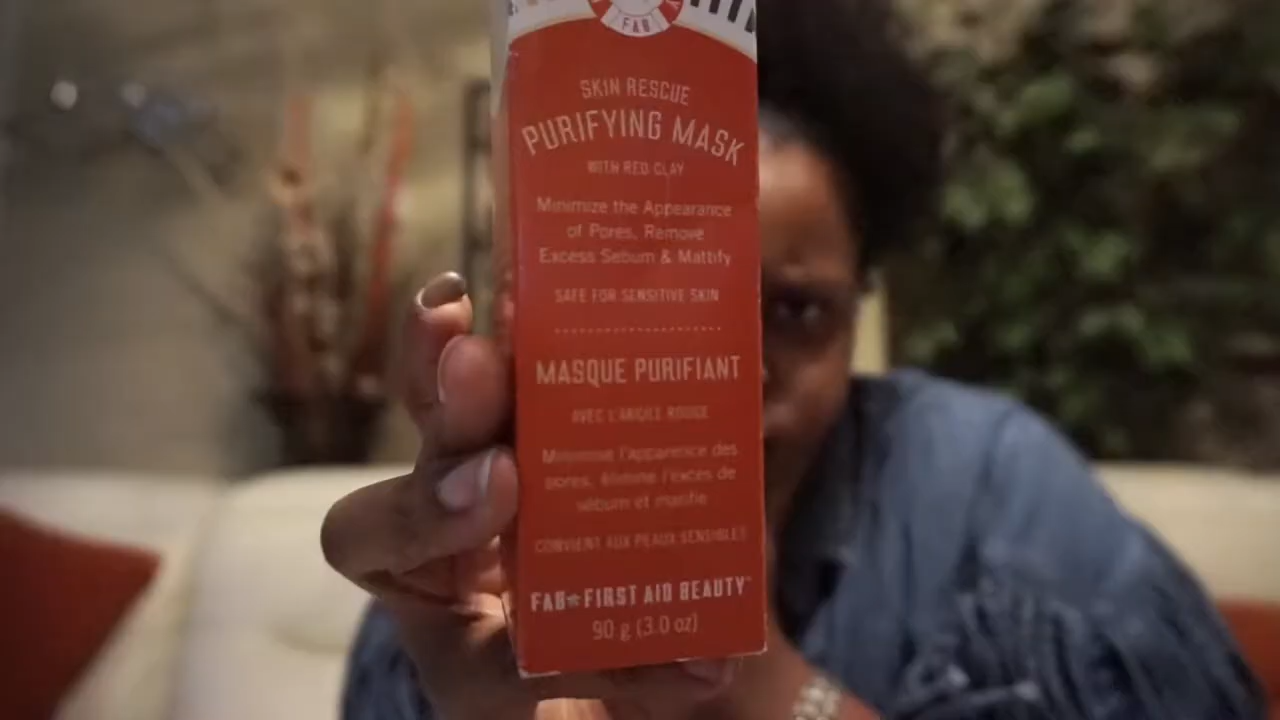 FAB
SKIN RESCUE
PURIFYING MASK
WITH RED CLAY
Minimize the Appearance
of Pores, Remove
Excess Sebum & Mattify
SAFE FOR SENSITIVE SKIN
MASQUE PURIFIANT
AVEC L'ARGILE ROUGE
Minimise l'apparence des
pores, élimine l'excès de
sébum et matifie
CONVIENT AUX PEAUX SENSIBLES
FAB FIRST AID BEAUTY
90 g (3.0 oz)